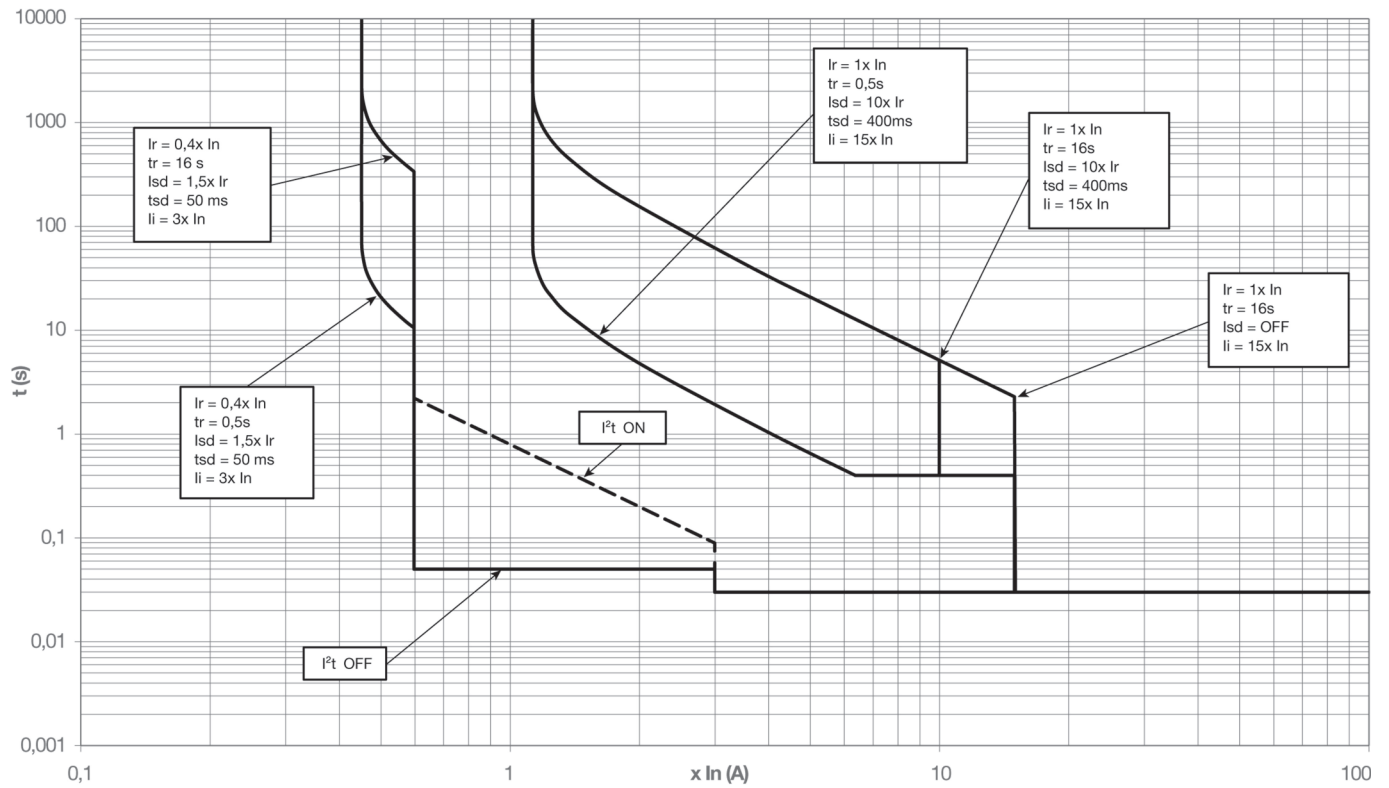 10000
1000
100
10
1
0,1
0,01
0,001
t (s)
0,1
1
10
100
x In (A)
Ir = 0,4x In
tr = 16 s
Isd = 1,5x Ir
tsd = 50 ms
Ii = 3x In
Ir = 0,4x In
tr = 0,5s
Isd = 1,5x Ir
tsd = 50 ms
Ii = 3x In
I²t ON
I²t OFF
Ir = 1x In
tr = 0,5s
Isd = 10x Ir
tsd = 400ms
Ii = 15x In
Ir = 1x In
tr = 16s
Isd = 10x Ir
tsd = 400ms
Ii = 15x In
Ir = 1x In
tr = 16s
Isd = OFF
Ii = 15x In